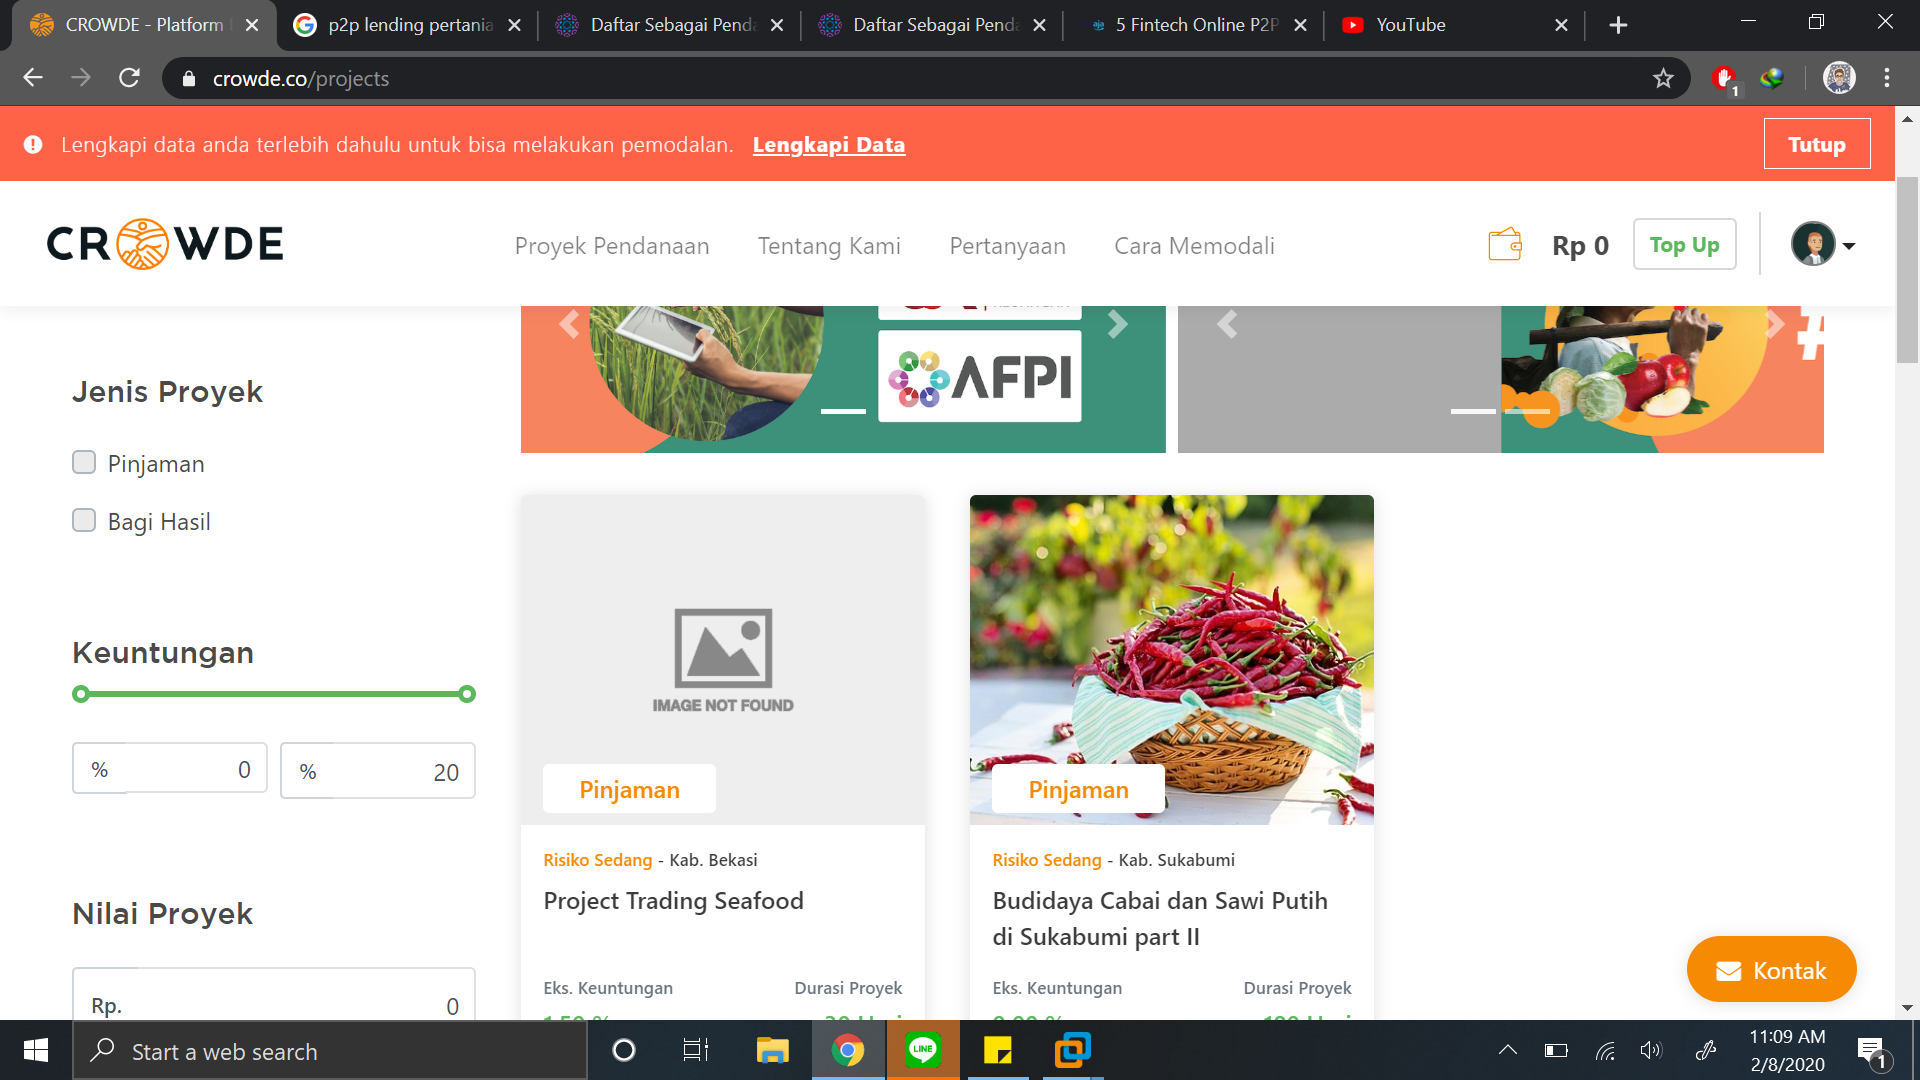 CROWDE - Platform
p2p lending pertania
Daftar Sebagai Penda
Daftar Sebagai Penda
5 Fintech Online P2P
YouTube
crowde.co/projects
1
Lengkapi data anda terlebih dahulu untuk bisa melakukan pemodalan. Lengkapi Data
Tutup
CROWDE
Proyek Pendanaan
Tentang Kami
Pertanyaan
Cara Memodali
Rp 0
Top Up
AFPI
#
Jenis Proyek
Pinjaman
Bagi Hasil
Keuntungan
% 0
% 20
Nilai Proyek
Rp. 0
IMAGE NOT FOUND
Pinjaman
Risiko Sedang - Kab. Bekasi
Project Trading Seafood
Eks. Keuntungan Durasi Proyek
Pinjaman
Risiko Sedang - Kab. Sukabumi
Budidaya Cabai dan Sawi Putih
di Sukabumi part II
Eks. Keuntungan Durasi Proyek
Kontak
Start a web search
LINE
11:09 AM
2/8/2020
1